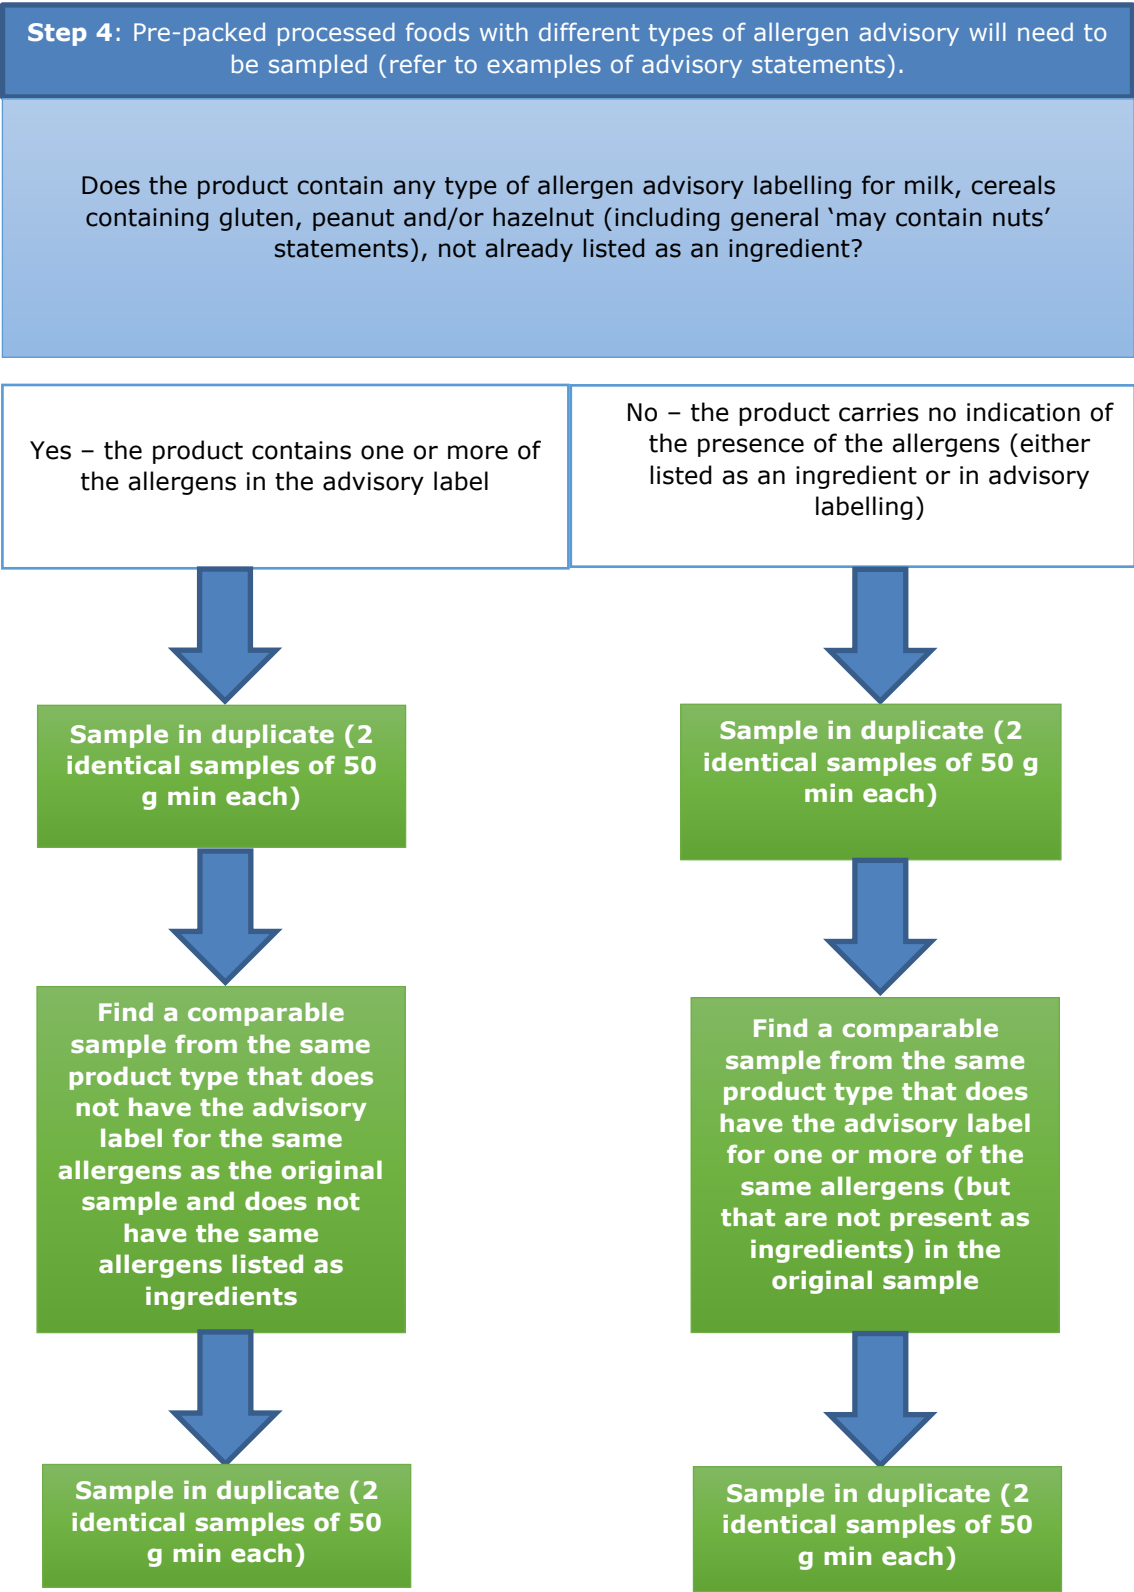 Step 4: Pre-packed processed foods with different types of allergen advisory will need to
be sampled (refer to examples of advisory statements).
Does the product contain any type of allergen advisory labelling for milk, cereals
containing gluten, peanut and/or hazelnut (including general ‘may contain nuts’
statements), not already listed as an ingredient?
Yes – the product contains one or more of
the allergens in the advisory label
No – the product carries no indication of
the presence of the allergens (either
listed as an ingredient or in advisory
labelling)
Sample in duplicate (2
identical samples of 50
g min each)
Sample in duplicate (2
identical samples of 50 g
min each)
Find a comparable
sample from the same
product type that does
not have the advisory
label for the same
allergens as the original
sample and does not
have the same
allergens listed as
ingredients
Find a comparable
sample from the same
product type that does
have the advisory label
for one or more of the
same allergens (but
that are not present as
ingredients) in the
original sample
Sample in duplicate (2
identical samples of 50
g min each)
Sample in duplicate (2
identical samples of 50
g min each)